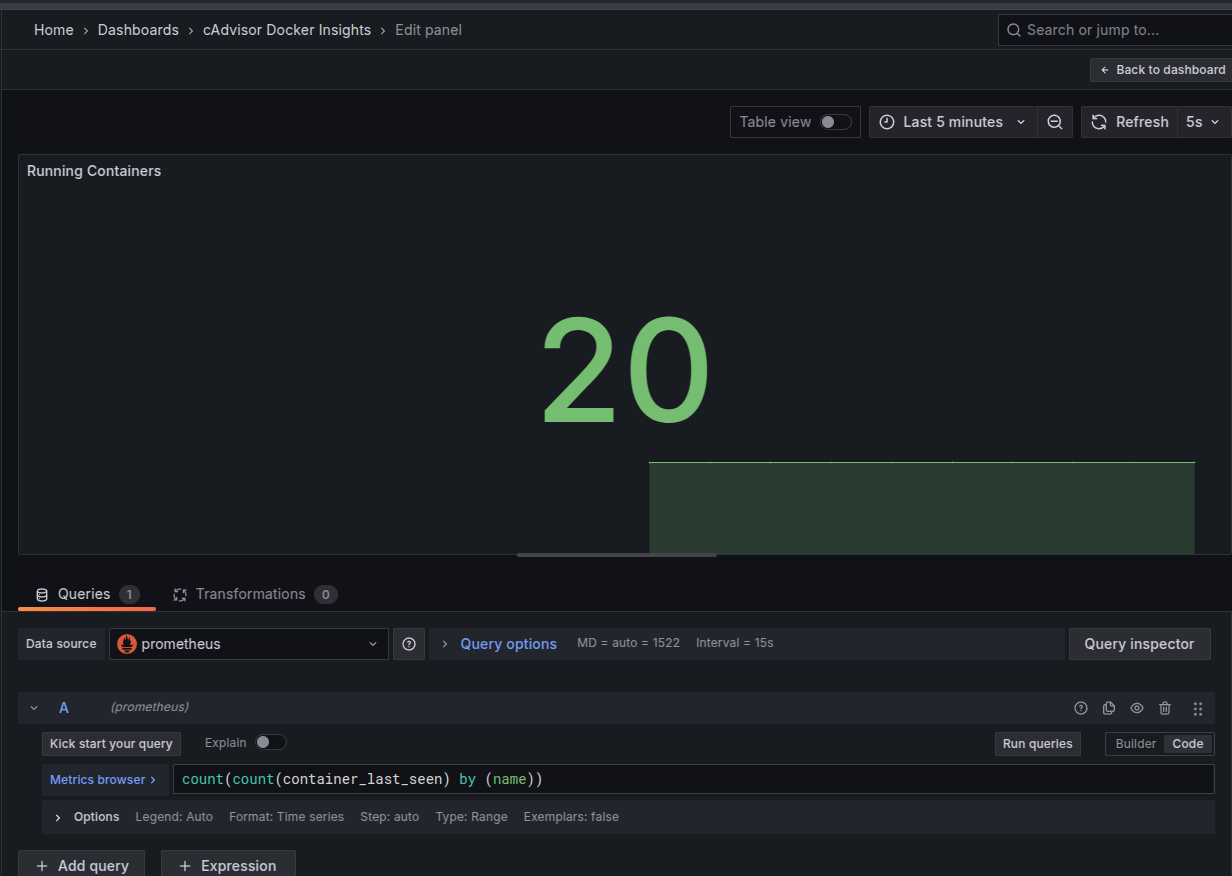 Home › Dashboards › cAdvisor Docker Insights › Edit panel
Search or jump to...
← Back to dashboard
Table view
Last 5 minutes
Refresh
5s
Running Containers
20
Queries 1
Transformations 0
Data source
prometheus
Query options
MD = auto = 1522
Interval = 15s
Query inspector
A
(prometheus)
Kick start your query
Explain
Run queries
Builder
Code
Metrics browser ›
count(count(container_last_seen) by (name))
Options
Legend: Auto
Format: Time series
Step: auto
Type: Range
Exemplars: false
+ Add query
+ Expression